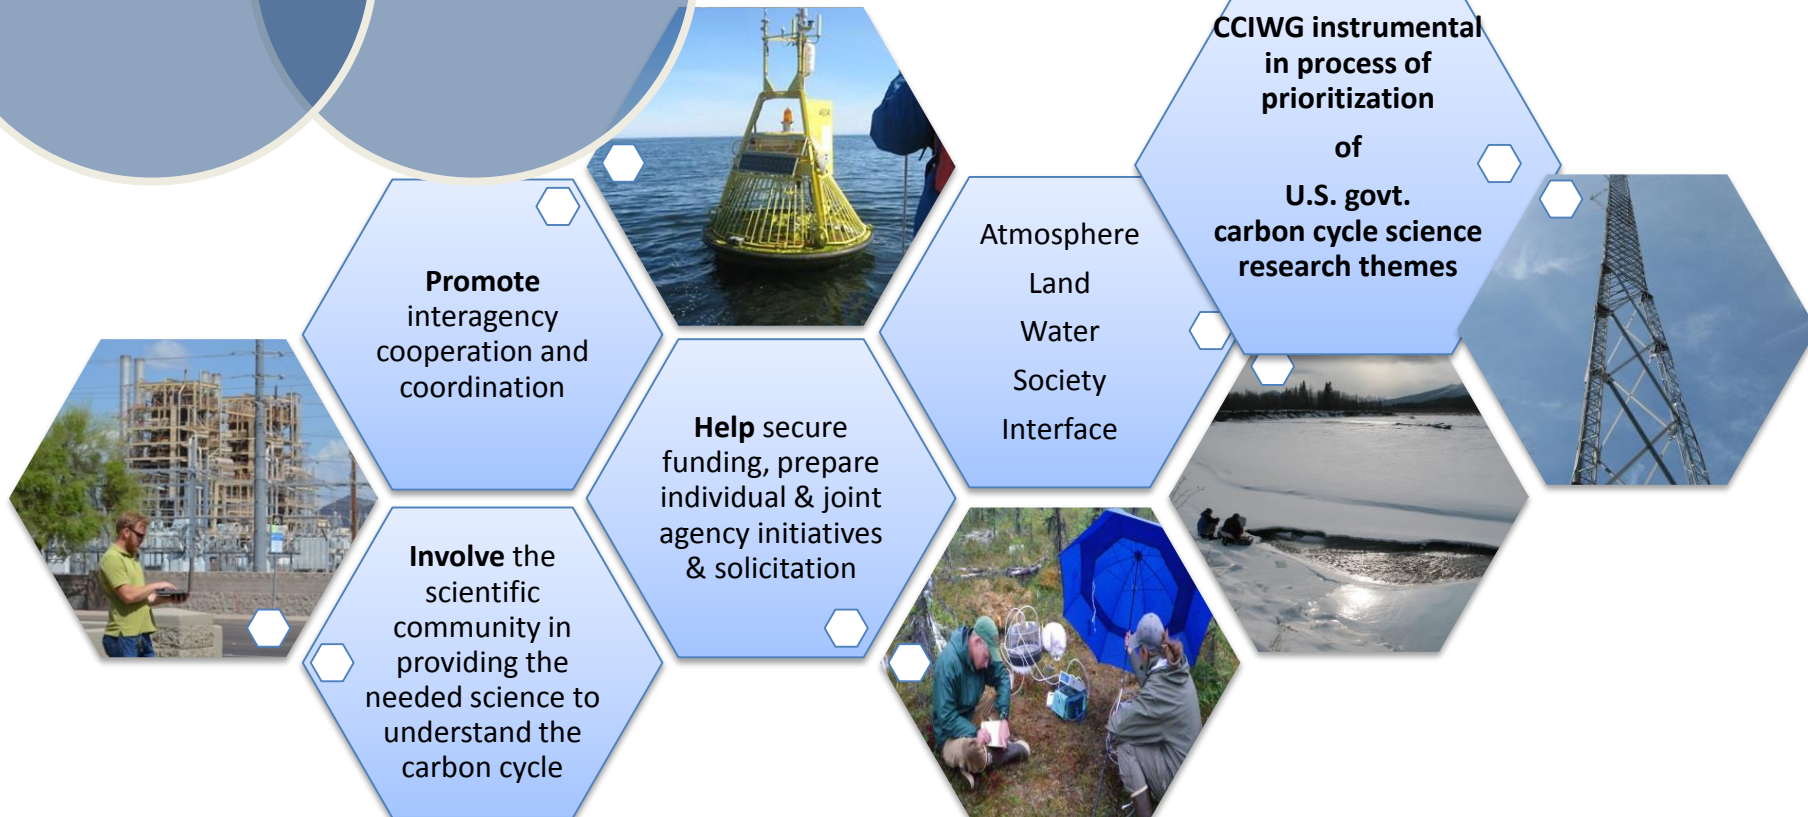 CCIWG instrumental
in process of
prioritization
of
U.S. govt.
carbon cycle science
research themes
Atmosphere
Land
Water
Society
Interface
Promote
interagency
cooperation and
coordination
Help secure
funding, prepare
individual & joint
agency initiatives
& solicitation
Involve the
scientific
community in
providing the
needed science to
understand the
carbon cycle